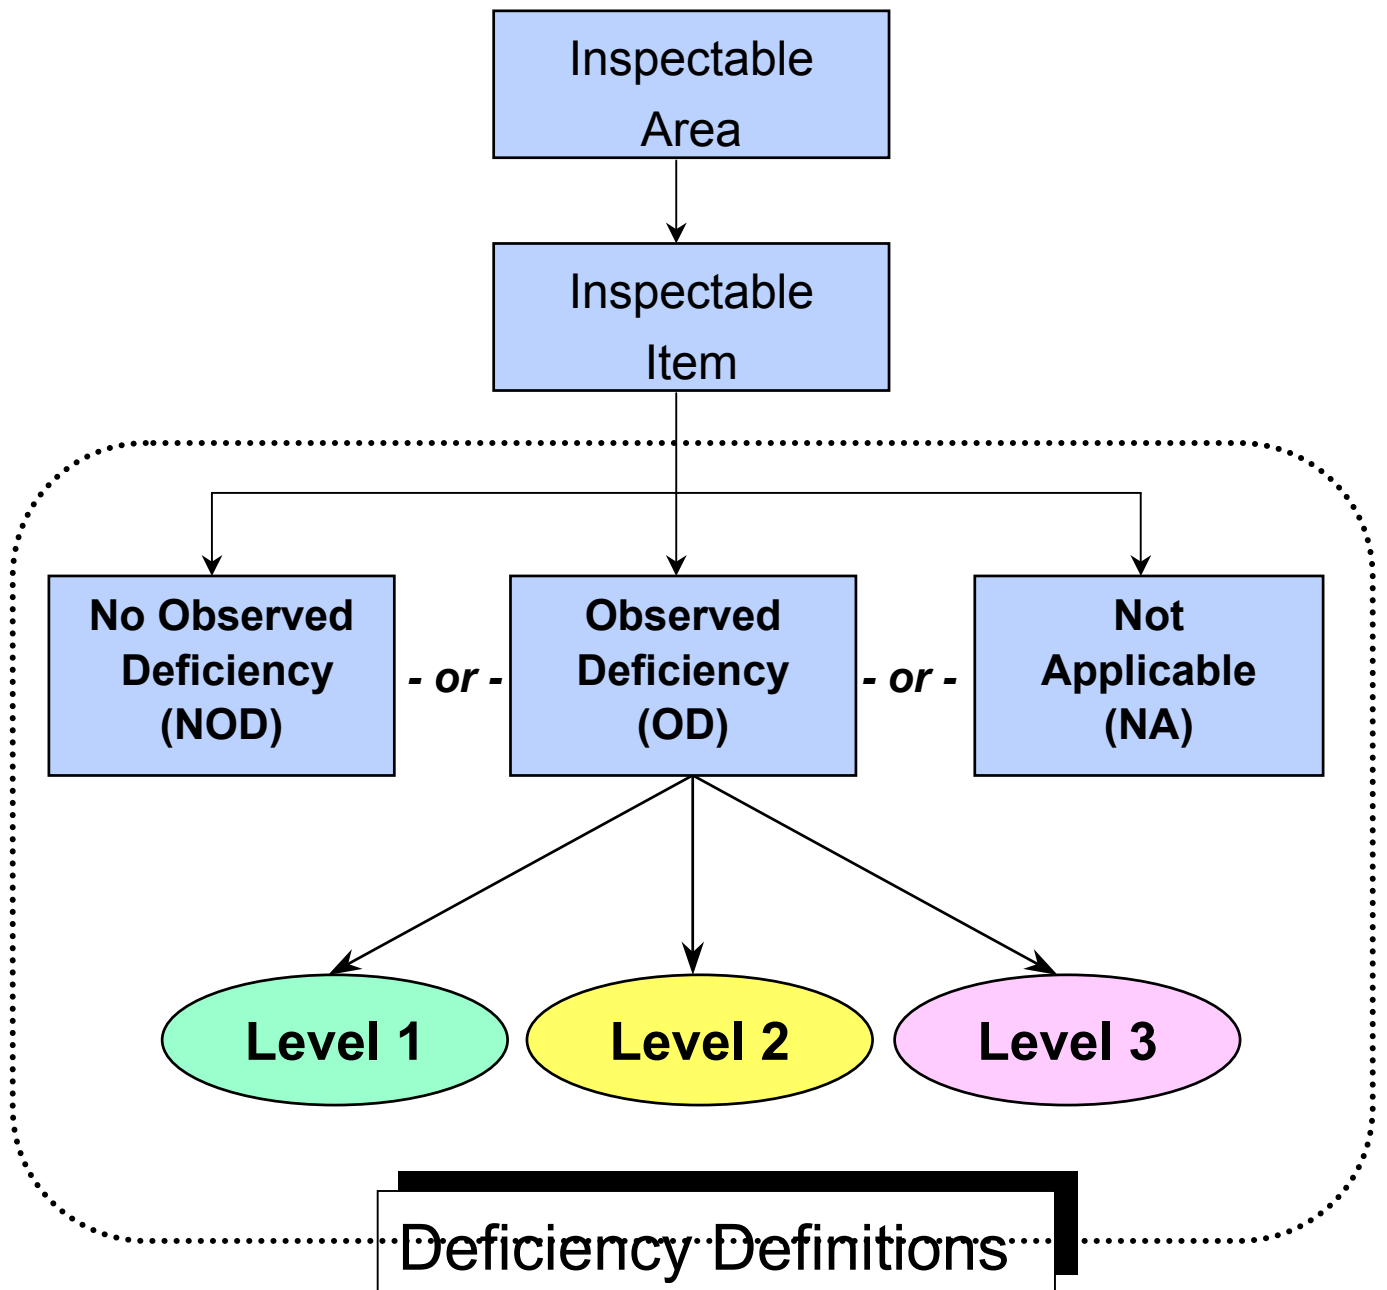 Inspectable
Area
Inspectable
Item
No Observed
Deficiency
(NOD)
- or -
Observed
Deficiency
(OD)
- or -
Not
Applicable
(NA)
Level 1
Level 2
Level 3
Deficiency Definitions